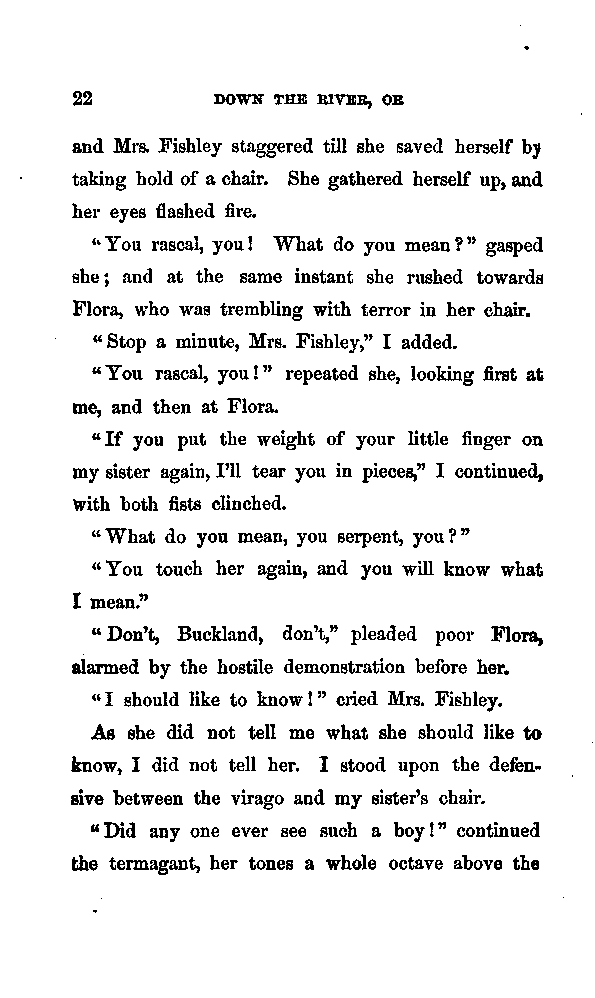 22 DOWN THE RIVER, OR
and Mrs. Fishley staggered till she saved herself by
taking hold of a chair. She gathered herself up, and
her eyes flashed fire.
"You rascal, you! What do you mean?" gasped
she; and at the same instant she rushed towards
Flora, who was trembling with terror in her chair.
"Stop a minute, Mrs. Fishley," I added.
"You rascal, you!" repeated she, looking first at
me, and then at Flora.
"If you put the weight of your little finger on
my sister again, I'll tear you in pieces," I continued,
with both fists clinched.
"What do you mean, you serpent, you?"
"You touch her again, and you will know what
I mean."
"Don't, Buckland, don't," pleaded poor Flora,
alarmed by the hostile demonstration before her.
"I should like to know!" cried Mrs. Fishley.
As she did not tell me what she should like to
know, I did not tell her. I stood upon the defen-
sive between the virago and my sister's chair.
"Did any one ever see such a boy!" continued
the termagant, her tones a whole octave above the